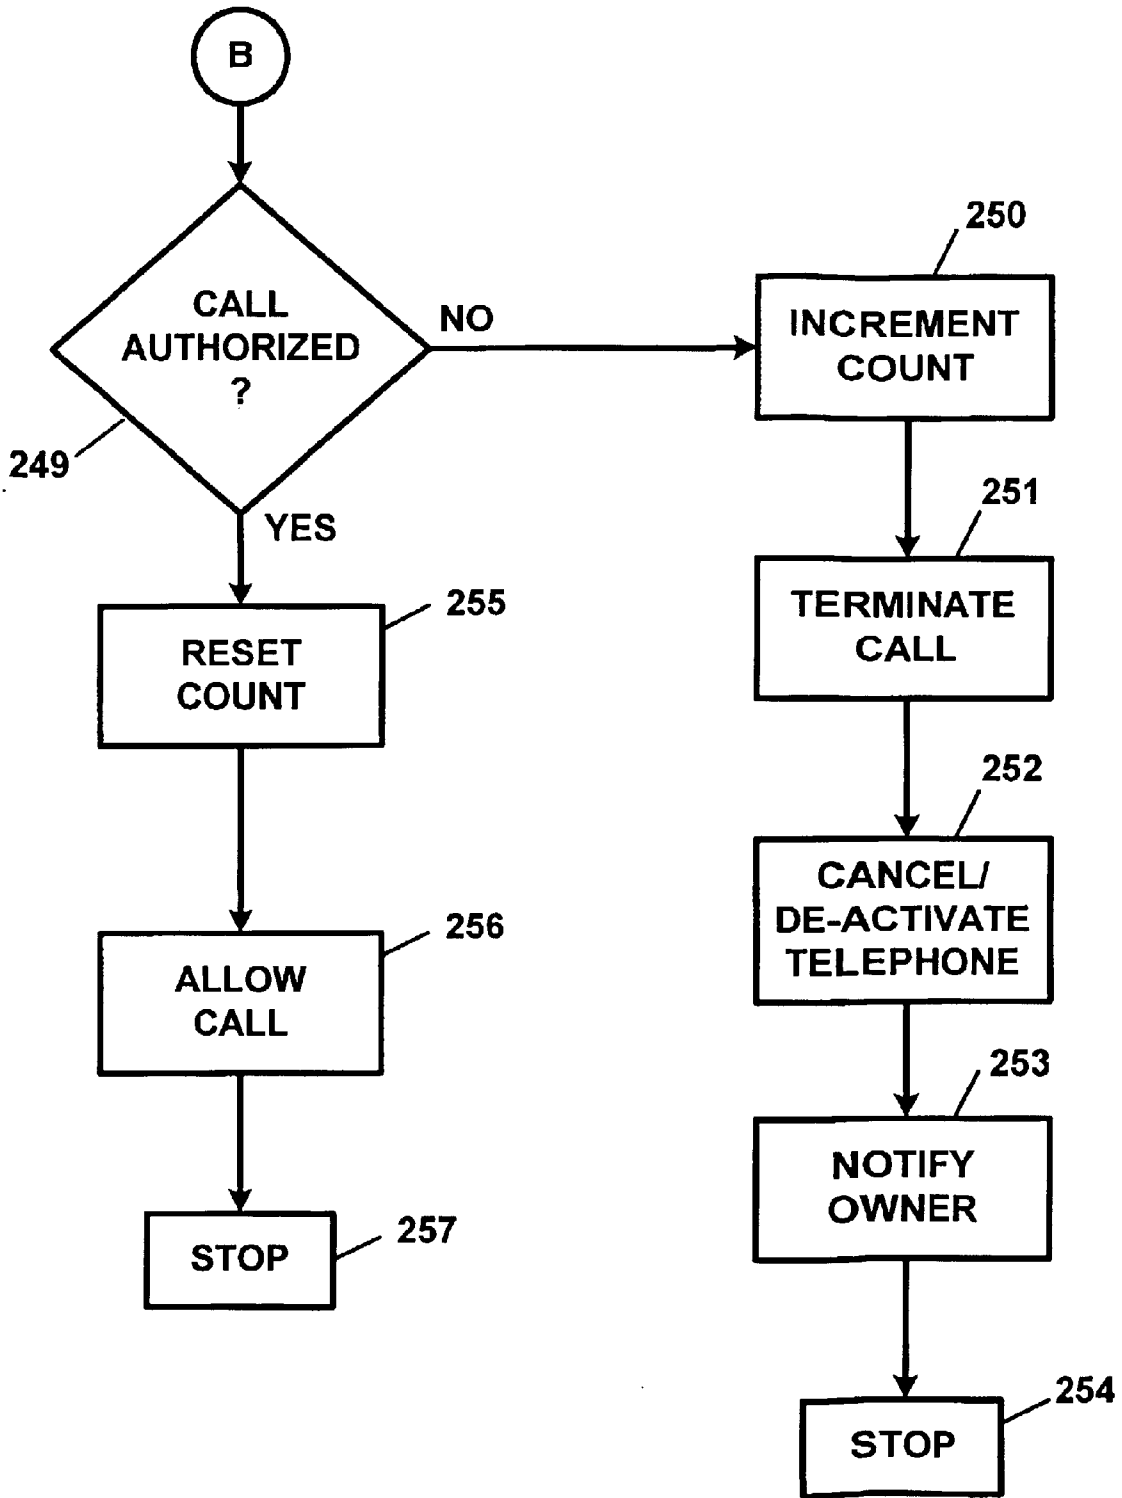 B
CALL
AUTHORIZED
?
249
NO
YES
250
INCREMENT
COUNT
251
TERMINATE
CALL
252
CANCEL/
DE-ACTIVATE
TELEPHONE
253
NOTIFY
OWNER
254
STOP
255
RESET
COUNT
256
ALLOW
CALL
257
STOP